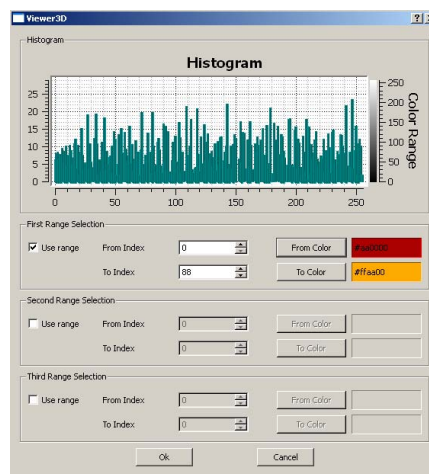 Viewer3D
Histogram
Histogram
25
20
15
10
5
0
0 50 100 150 200 250
250
200
150
100
50
0
Color Range
First Range Selection
Use range From Index 0 From Color #aa0000
To Index 88 To Color #ffaa00
Second Range Selection
Use range From Index 0 From Color
To Index 0 To Color
Third Range Selection
Use range From Index 0 From Color
To Index 0 To Color
Ok Cancel